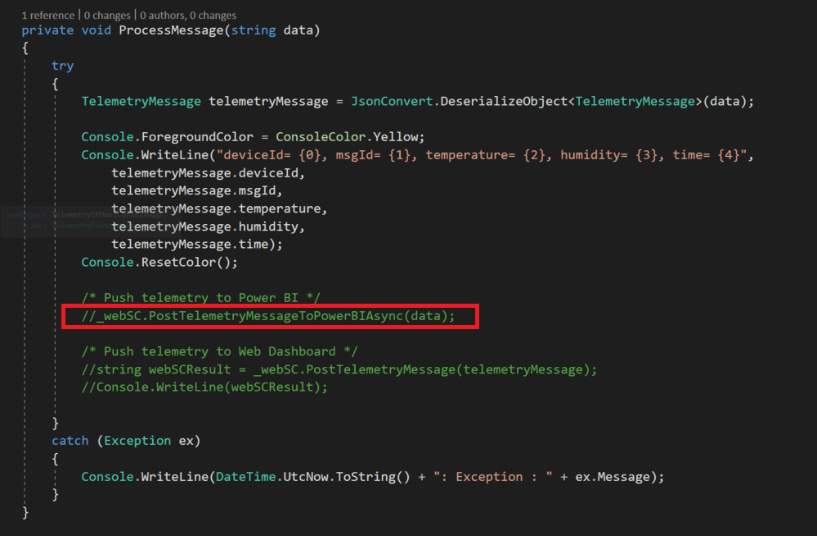 1 reference | 0 changes | 0 authors, 0 changes
private void ProcessMessage(string data)
{
try
{
TelemetryMessage telemetryMessage = JsonConvert.DeserializeObject<TelemetryMessage>(data);
Console.ForegroundColor = ConsoleColor.Yellow;
Console.WriteLine("deviceId= {0}, msgId= {1}, temperature= {2}, humidity= {3}, time= {4}",
telemetryMessage.deviceId,
telemetryMessage.msgId,
telemetryMessage.temperature,
telemetryMessage.humidity,
telemetryMessage.time);
Console.ResetColor();
/* Push telemetry to Power BI */
//_webSC.PostTelemetryMessageToPowerBIAsync(data);
/* Push telemetry to Web Dashboard */
//string webSCResult = _webSC.PostTelemetryMessage(telemetryMessage);
//Console.WriteLine(webSCResult);
}
catch (Exception ex)
{
Console.WriteLine(DateTime.UtcNow.ToString() + ": Exception : " + ex.Message);
}
}